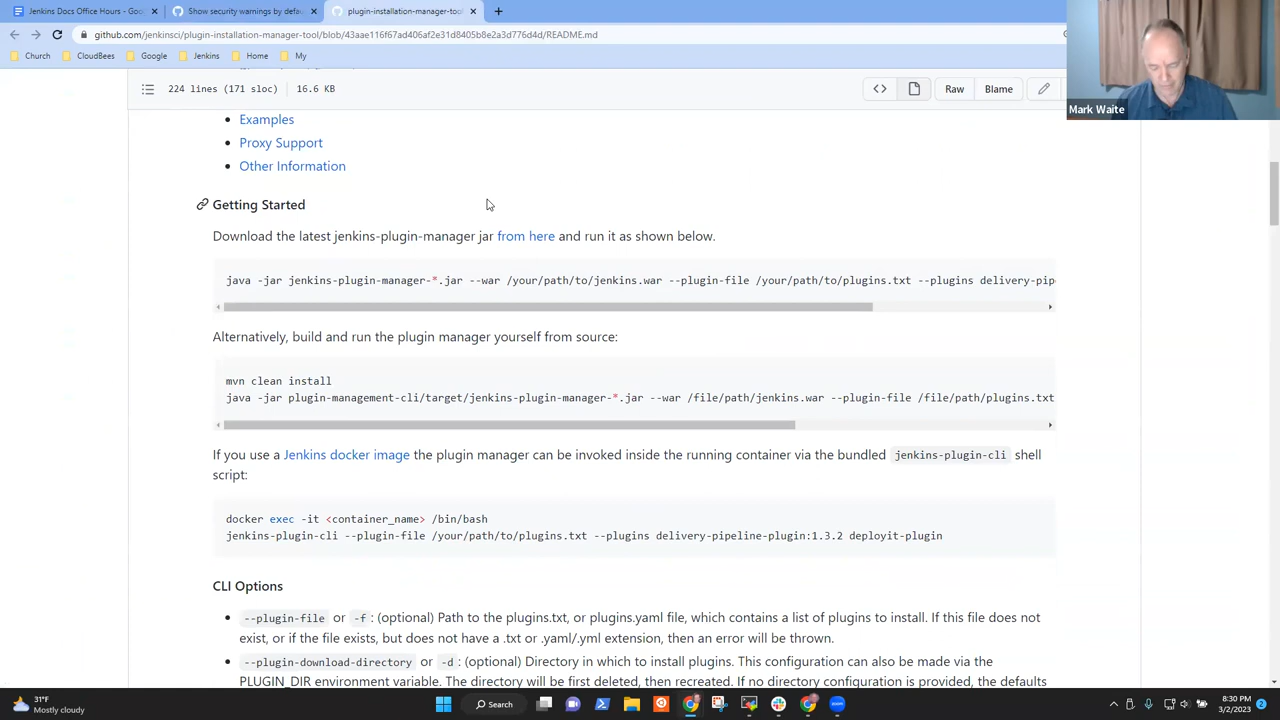 Jenkins Docs Office Hours - Goo
Show security warnings by defau
plugin-installation-manager-tool
github.com/jenkinsci/plugin-installation-manager-tool/blob/43aae116f67ad406af2e31d8405b8e2a3d776d4d/README.md
Church
CloudBees
Google
Jenkins
Home
My
Mark Waite
224 lines (171 sloc)
16.6 KB
Raw
Blame
Examples
Proxy Support
Other Information
Getting Started
Download the latest jenkins-plugin-manager jar from here and run it as shown below.
java -jar jenkins-plugin-manager-*.jar --war /your/path/to/jenkins.war --plugin-file /your/path/to/plugins.txt --plugins delivery-pip
Alternatively, build and run the plugin manager yourself from source:
mvn clean install
java -jar plugin-management-cli/target/jenkins-plugin-manager-*.jar --war /file/path/jenkins.war --plugin-file /file/path/plugins.txt
If you use a Jenkins docker image the plugin manager can be invoked inside the running container via the bundled jenkins-plugin-cli shell
script:
docker exec -it <container_name> /bin/bash
jenkins-plugin-cli --plugin-file /your/path/to/plugins.txt --plugins delivery-pipeline-plugin:1.3.2 deployit-plugin
CLI Options
--plugin-file or -f : (optional) Path to the plugins.txt, or plugins.yaml file, which contains a list of plugins to install. If this file does not
exist, or if the file exists, but does not have a .txt or .yaml/.yml extension, then an error will be thrown.
--plugin-download-directory or -d : (optional) Directory in which to install plugins. This configuration can also be made via the
PLUGIN_DIR environment variable. The directory will be first deleted, then recreated. If no directory configuration is provided, the defaults
31°F
Mostly cloudy
Search
8:30 PM
3/2/2023
2